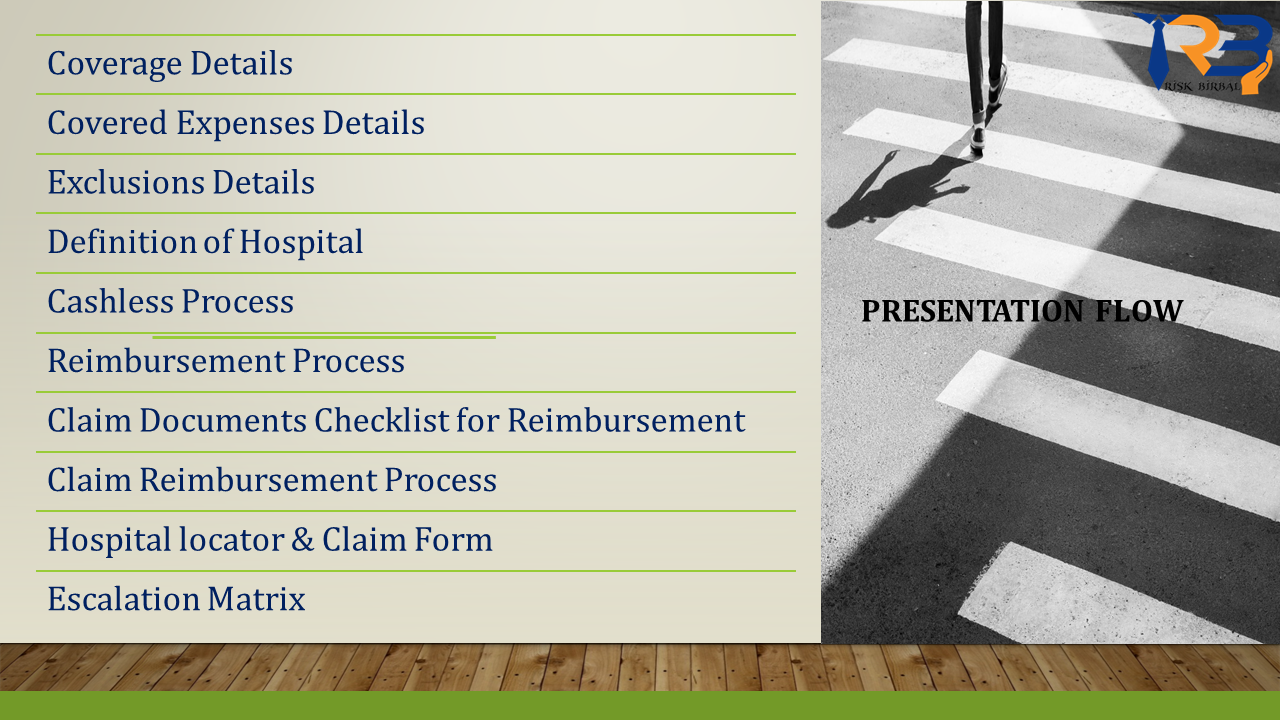 Coverage Details
Covered Expenses Details
Exclusions Details
Definition of Hospital
Cashless Process
Reimbursement Process
Claim Documents Checklist for Reimbursement
Claim Reimbursement Process
Hospital locator & Claim Form
Escalation Matrix
RB
RISK BIRBAL
PRESENTATION FLOW